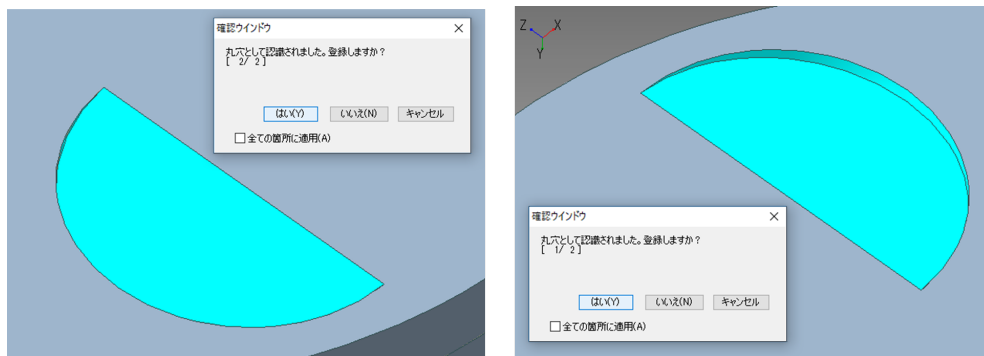 確認ウインドウ
丸穴として認識されました。登録しますか？
[ 2/ 2 ]
はい(Y)
いいえ(N)
キャンセル
全ての箇所に適用(A)
Z
X
Y
確認ウインドウ
丸穴として認識されました。登録しますか？
[ 1/ 2 ]
はい(Y)
いいえ(N)
キャンセル
全ての箇所に適用(A)